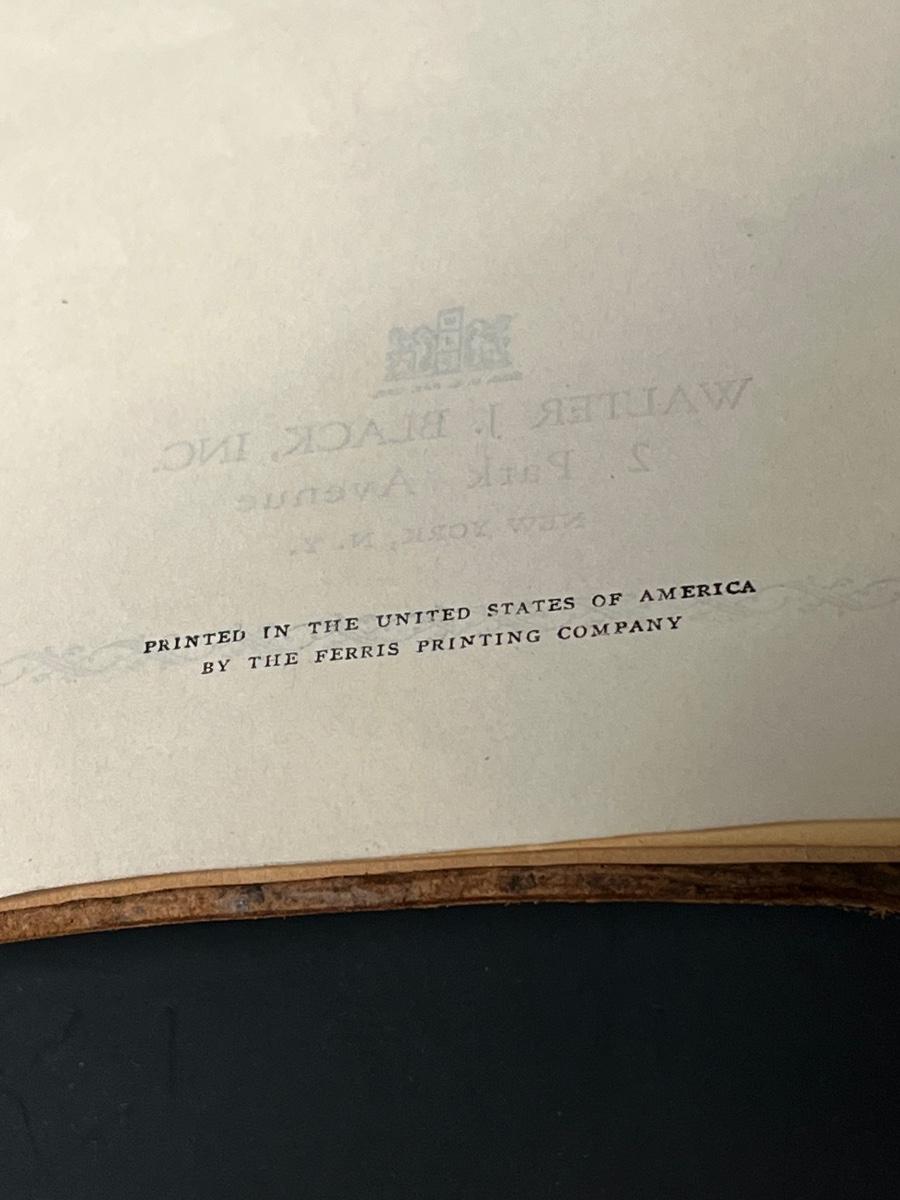 WALTER J. BLACK, INC.
2 Park Avenue
NEW YORK, N. Y.
PRINTED IN THE UNITED STATES OF AMERICA
BY THE FERRIS PRINTING COMPANY